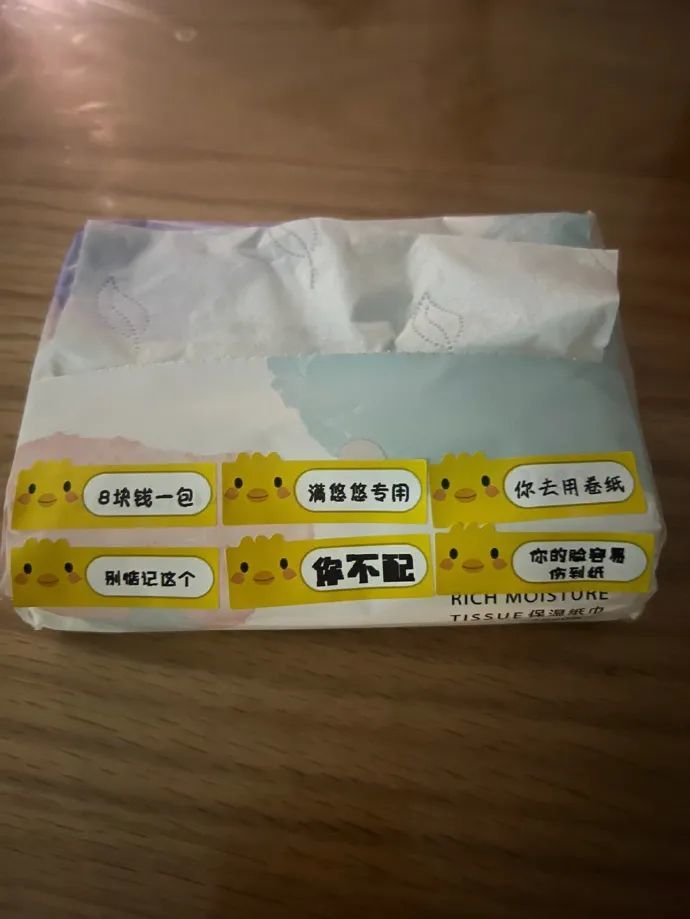 8块钱一包
满悠悠专用
你去用卷纸
别惦记这个
你不配
你的脸容易
伤到纸
RICH MOISTURE
TISSUE 保湿纸巾